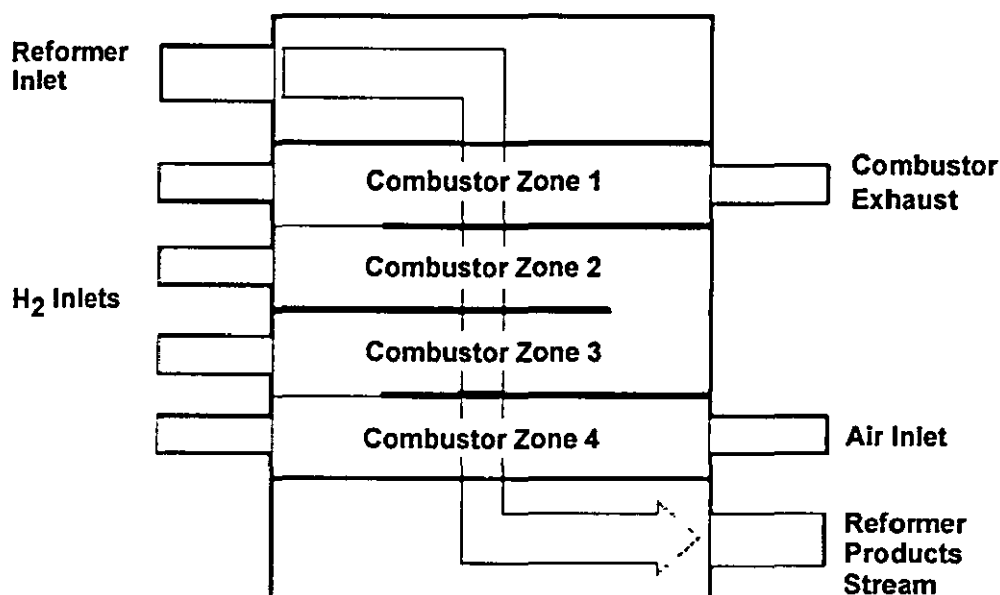 Reformer
Inlet
Combustor Zone 1
Combustor
Exhaust
Combustor Zone 2
H2 Inlets
Combustor Zone 3
Combustor Zone 4
Air Inlet
Reformer
Products
Stream